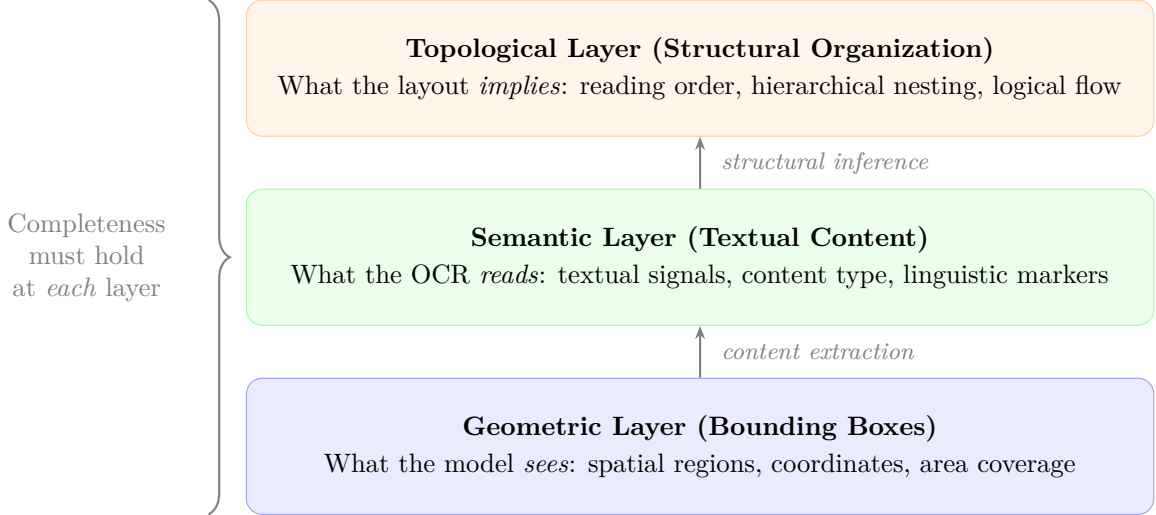 Topological Layer (Structural Organization)
What the layout implies: reading order, hierarchical nesting, logical flow
structural inference
Completeness
must hold
at each layer
Semantic Layer (Textual Content)
What the OCR reads: textual signals, content type, linguistic markers
content extraction
Geometric Layer (Bounding Boxes)
What the model sees: spatial regions, coordinates, area coverage